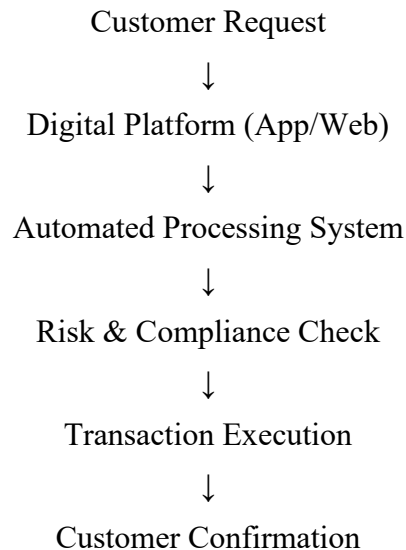 Customer Request
↓
Digital Platform (App/Web)
↓
Automated Processing System
↓
Risk & Compliance Check
↓
Transaction Execution
↓
Customer Confirmation